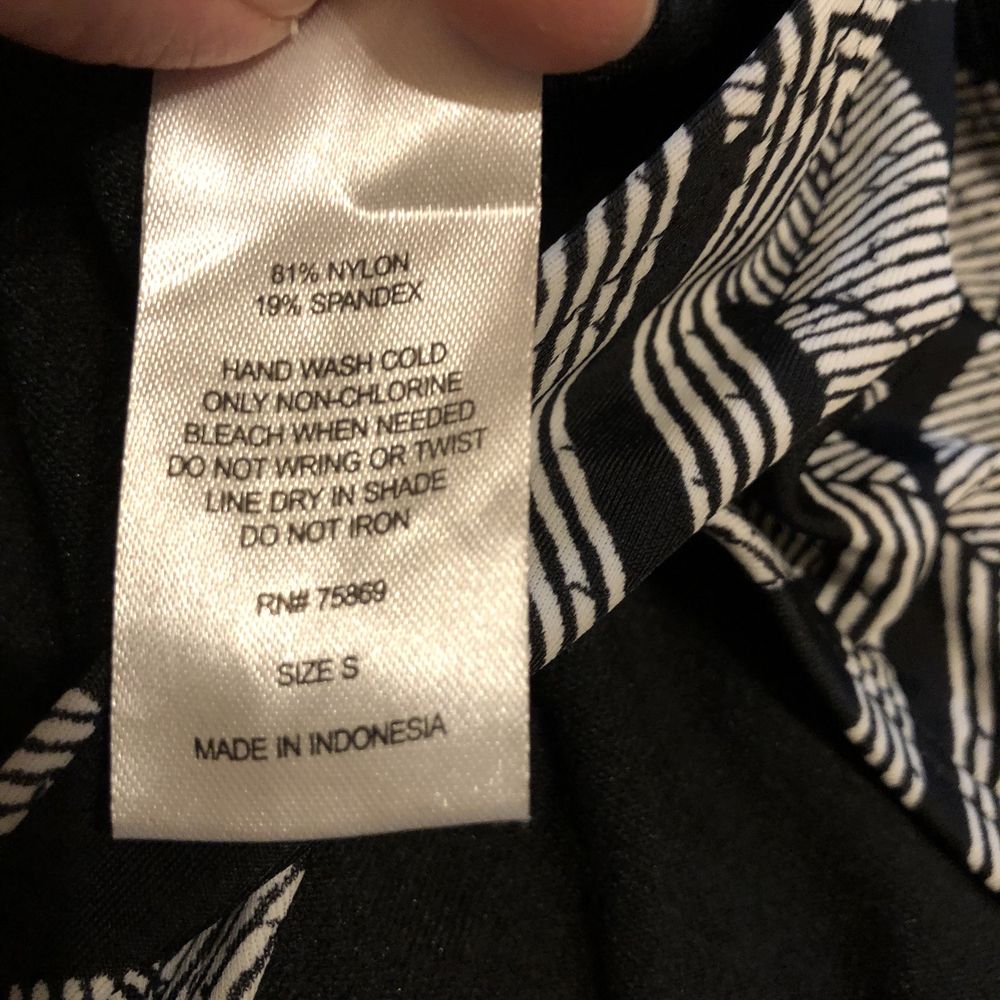 81% NYLON
19% SPANDEX
HAND WASH COLD
ONLY NON-CHLORINE
BLEACH WHEN NEEDED
DO NOT WRING OR TWIST
LINE DRY IN SHADE
DO NOT IRON
RN# 75869
SIZE S
MADE IN INDONESIA